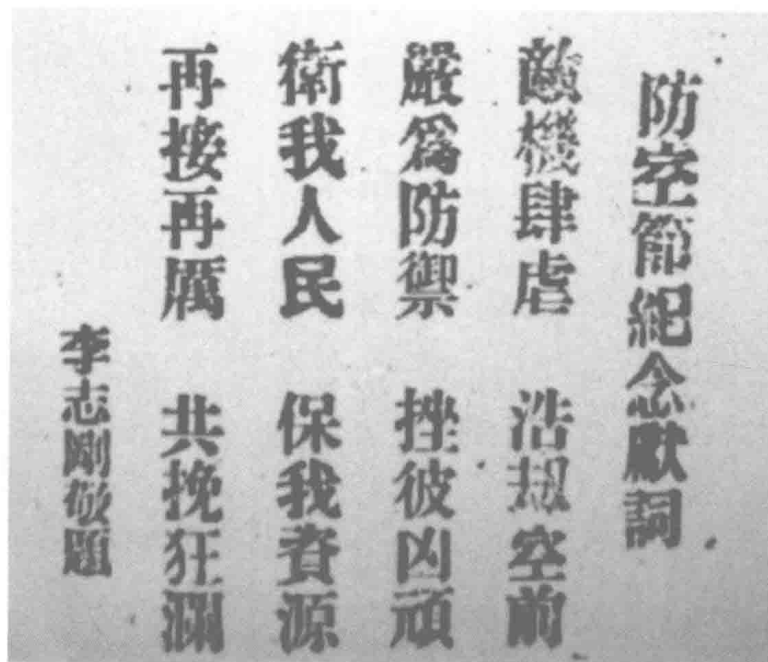 防空節紀念獻詞
敵機肆虐 浩刼空前
嚴爲防禦 挫彼凶頑
衛我人民 保我資源
再接再厲 共挽狂瀾
李志剛敬題